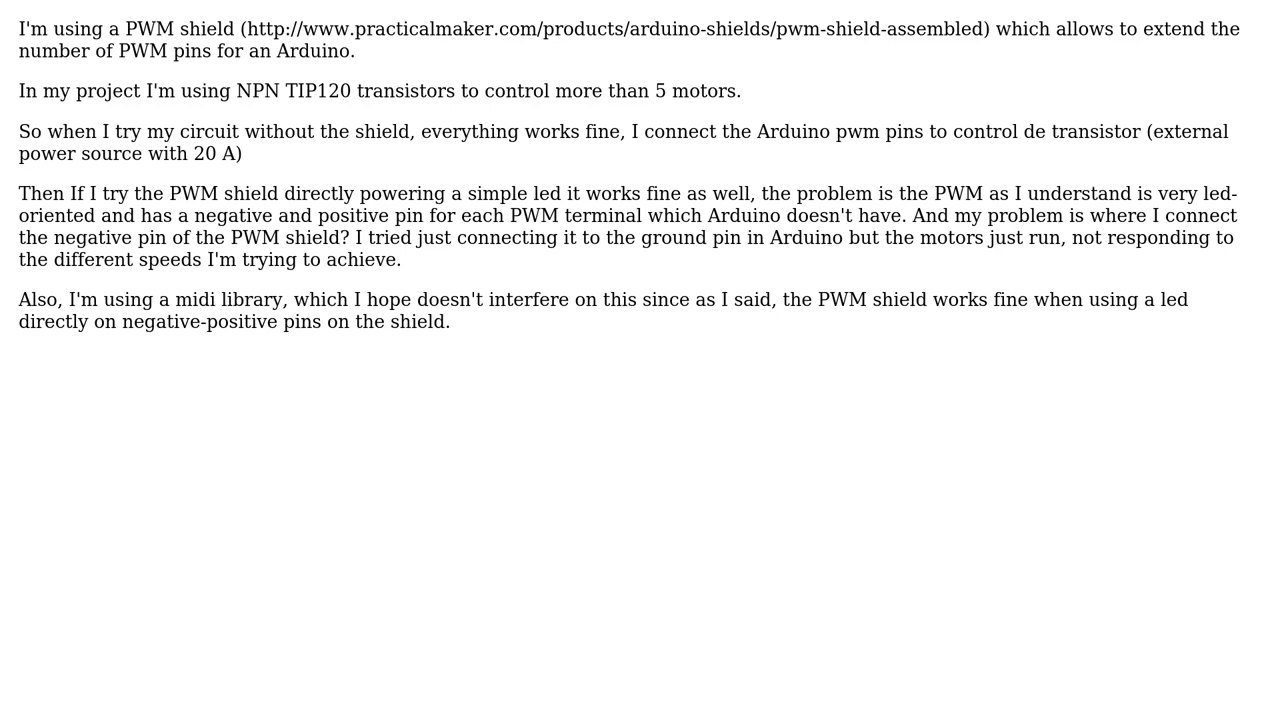 I'm using a PWM shield (http://www.practicalmaker.com/products/arduino-shields/pwm-shield-assembled) which allows to extend the
number of PWM pins for an Arduino.
In my project I'm using NPN TIP120 transistors to control more than 5 motors.
So when I try my circuit without the shield, everything works fine, I connect the Arduino pwm pins to control de transistor (external
power source with 20 A)
Then If I try the PWM shield directly powering a simple led it works fine as well, the problem is the PWM as I understand is very led-
oriented and has a negative and positive pin for each PWM terminal which Arduino doesn't have. And my problem is where I connect
the negative pin of the PWM shield? I tried just connecting it to the ground pin in Arduino but the motors just run, not responding to
the different speeds I'm trying to achieve.
Also, I'm using a midi library, which I hope doesn't interfere on this since as I said, the PWM shield works fine when using a led
directly on negative-positive pins on the shield.